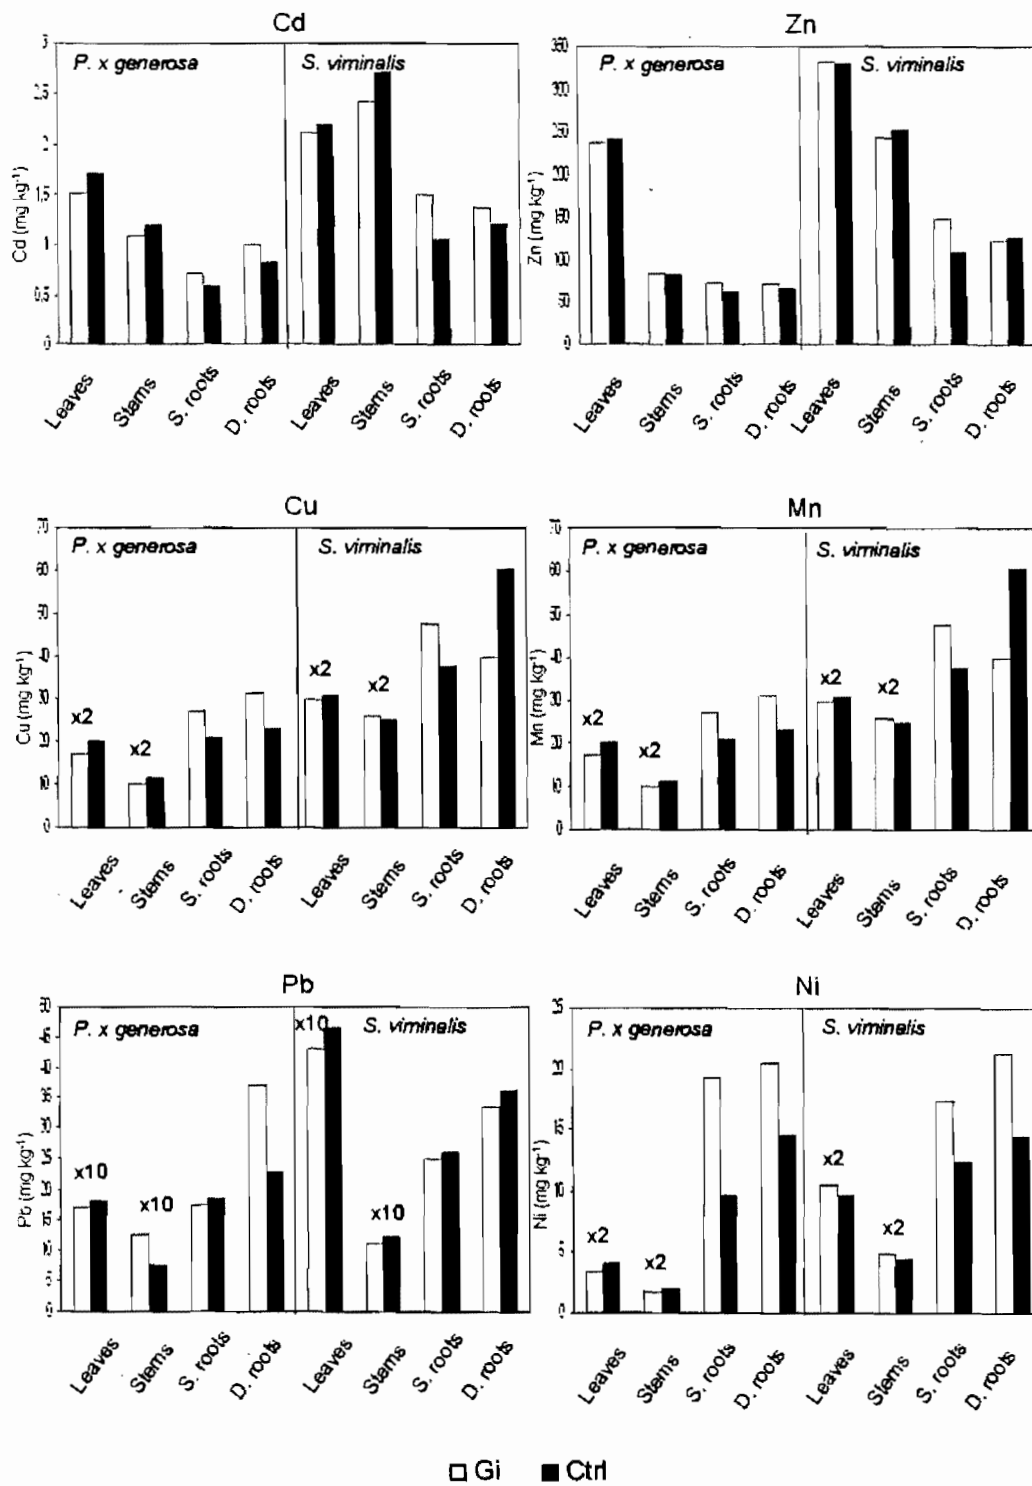 Cd
P. x generosa S. viminalis
Cd (mg kg-1)
Leaves Stems S. roots D. roots Leaves Stems S. roots D. roots
Zn
P. x generosa S. viminalis
Zn (mg kg-1)
Leaves Stems S. roots D. roots Leaves Stems S. roots D. roots
Cu
P. x generosa S. viminalis
Cu (mg kg-1)
x2 x2 x2 x2
Leaves Stems S. roots D. roots Leaves Stems S. roots D. roots
Mn
P. x generosa S. viminalis
Mn (mg kg-1)
x2 x2 x2 x2
Leaves Stems S. roots D. roots Leaves Stems S. roots D. roots
Pb
P. x generosa S. viminalis
Pb (mg kg-1)
x10 x10 x10 x10
Leaves Stems S. roots D. roots Leaves Stems S. roots D. roots
Ni
P. x generosa S. viminalis
Ni (mg kg-1)
x2 x2 x2 x2
Leaves Stems S. roots D. roots Leaves Stems S. roots D. roots
Gi Ctrl